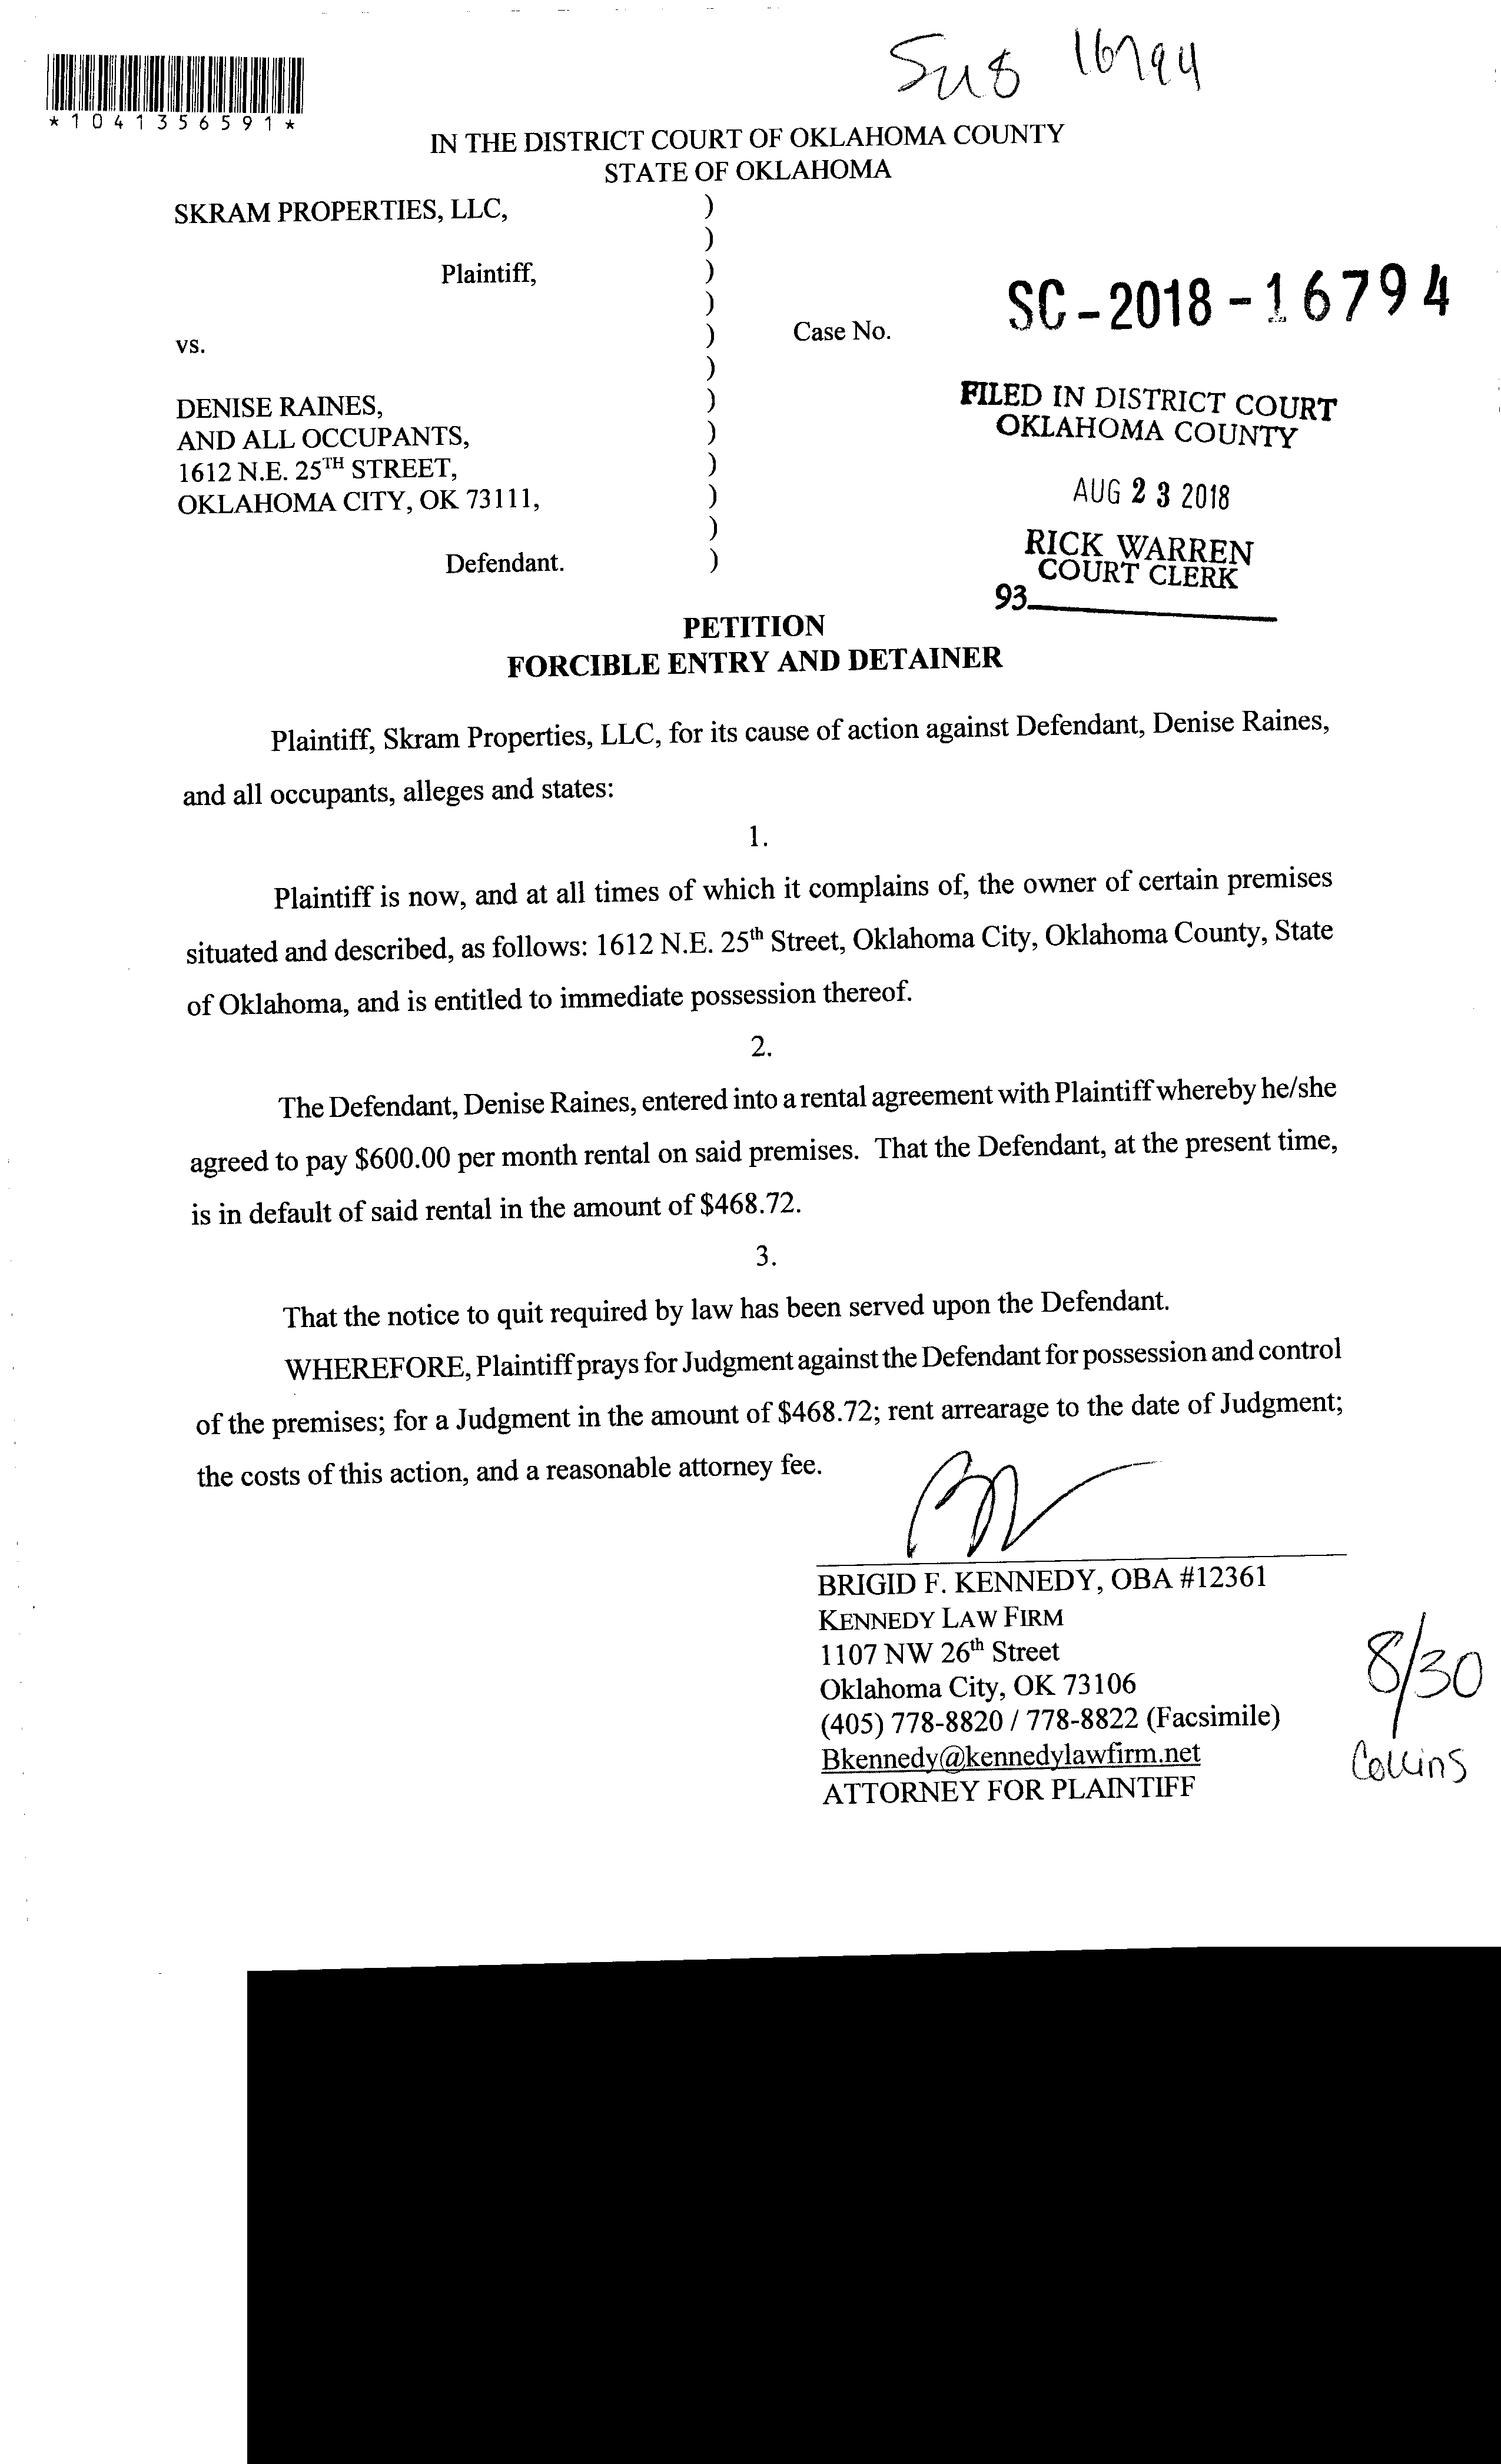 Sub 16794
*1041356591*
IN THE DISTRICT COURT OF OKLAHOMA COUNTY
STATE OF OKLAHOMA
SKRAM PROPERTIES, LLC, )
)
Plaintiff, )
)
vs. ) Case No. SC-2018-16794
)
DENISE RAINES, )
AND ALL OCCUPANTS, )
1612 N.E. 25TH STREET, )
OKLAHOMA CITY, OK 73111, )
)
Defendant. )
FILED IN DISTRICT COURT
OKLAHOMA COUNTY
AUG 23 2018
RICK WARREN
COURT CLERK
93
PETITION
FORCIBLE ENTRY AND DETAINER
Plaintiff, Skram Properties, LLC, for its cause of action against Defendant, Denise Raines,
and all occupants, alleges and states:
1.
Plaintiff is now, and at all times of which it complains of, the owner of certain premises
situated and described, as follows: 1612 N.E. 25th Street, Oklahoma City, Oklahoma County, State
of Oklahoma, and is entitled to immediate possession thereof.
2.
The Defendant, Denise Raines, entered into a rental agreement with Plaintiff whereby he/she
agreed to pay $600.00 per month rental on said premises. That the Defendant, at the present time,
is in default of said rental in the amount of $468.72.
3.
That the notice to quit required by law has been served upon the Defendant.
WHEREFORE, Plaintiff prays for Judgment against the Defendant for possession and control
of the premises; for a Judgment in the amount of $468.72; rent arrearage to the date of Judgment;
the costs of this action, and a reasonable attorney fee.
BRIGID F. KENNEDY, OBA #12361
KENNEDY LAW FIRM
1107 NW 26th Street
Oklahoma City, OK 73106
(405) 778-8820 / 778-8822 (Facsimile)
Bkennedy@kennedylawfirm.net
ATTORNEY FOR PLAINTIFF
8/30
Collins